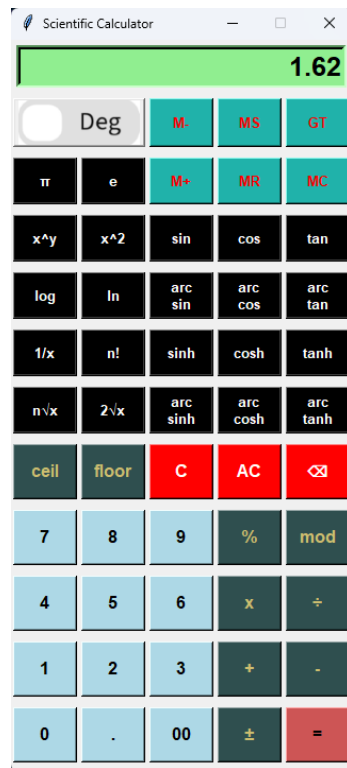 Scientific Calculator
1.62
Deg M- MS GT
π e M+ MR MC
x^y x^2 sin cos tan
log ln arc sin arc cos arc tan
1/x n! sinh cosh tanh
n√x 2√x arc sinh arc cosh arc tanh
ceil floor C AC ⌫
7 8 9 % mod
4 5 6 x ÷
1 2 3 + -
0 . 00 ± =